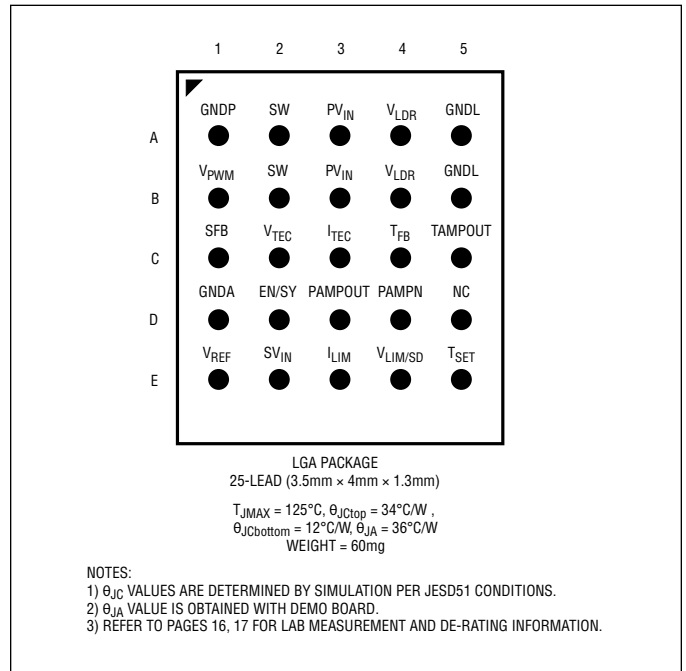 1 2 3 4 5
GNDP SW PVIN VLDR GNDL
A
VPWM SW PVIN VLDR GNDL
B
SFB VTEC ITEC TFB TAMPOUT
C
GNDA EN/SY PAMPOUT PAMPN NC
D
VREF SVIN ILIM VLIM/SD TSET
E
LGA PACKAGE
25-LEAD (3.5mm × 4mm × 1.3mm)
TJMAX = 125°C, θJCtop = 34°C/W ,
θJCbottom = 12°C/W, θJA = 36°C/W
WEIGHT = 60mg
NOTES:
1) θJC VALUES ARE DETERMINED BY SIMULATION PER JESD51 CONDITIONS.
2) θJA VALUE IS OBTAINED WITH DEMO BOARD.
3) REFER TO PAGES 16, 17 FOR LAB MEASUREMENT AND DE-RATING INFORMATION.